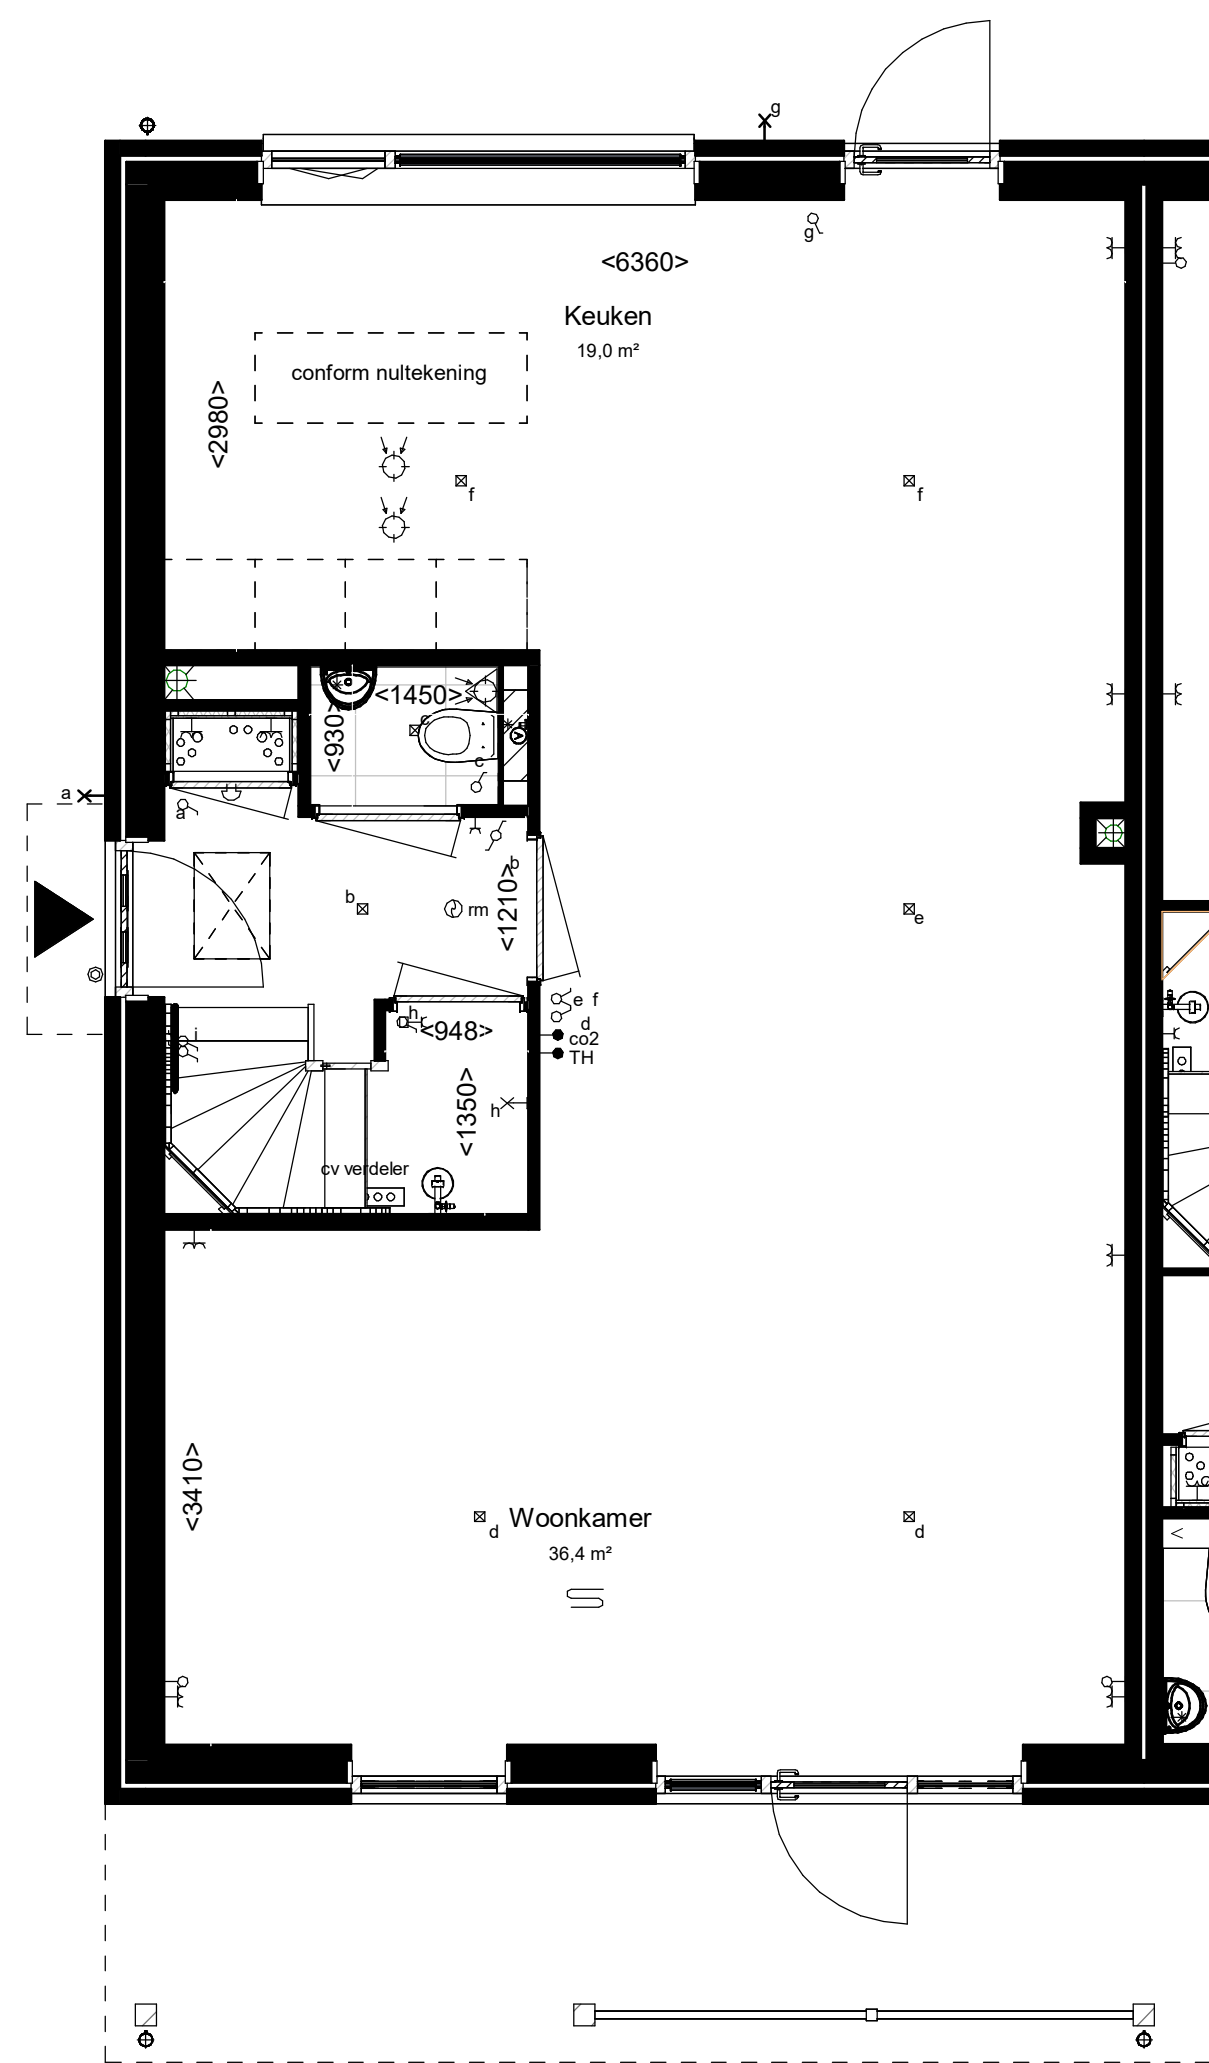 g
g
<6360>
Keuken
19,0 m²
conform nultekening
<2980>
f
f
<1450>
<930>
c
c
a
a
b
b
rm
<1210>
e
e f
d
co2
TH
h
<948>
i
<1350>
h
cv verdeler
<3410>
d
Woonkamer
36,4 m²
d